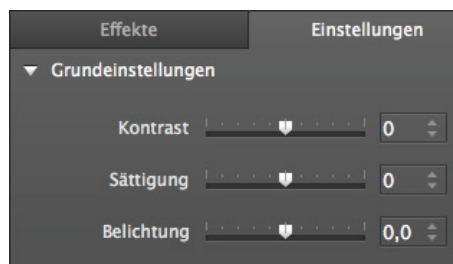 Effekte Einstellungen
Grundeinstellungen
Kontrast 0
Sättigung 0
Belichtung 0,0